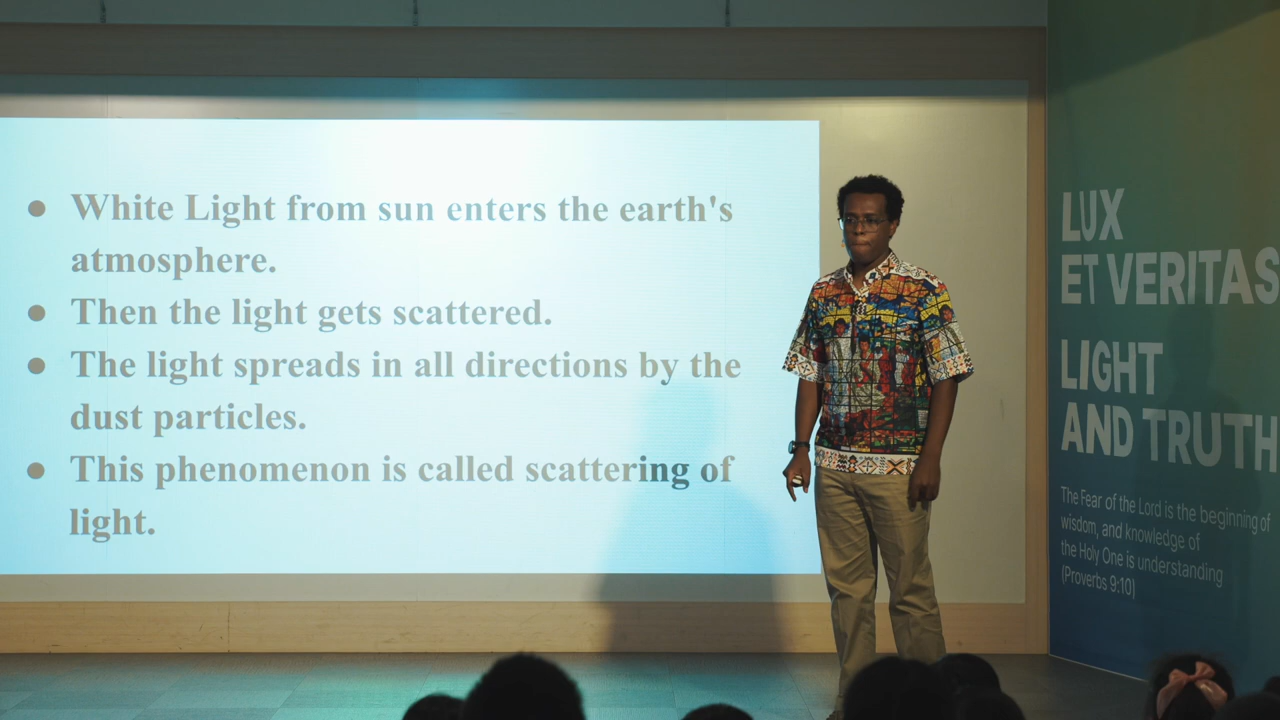 ● White Light from sun enters the earth's
atmosphere.
● Then the light gets scattered.
● The light spreads in all directions by the
dust particles.
● This phenomenon is called scattering of
light.
LUX
ET VERITAS
LIGHT
AND TRUTH
The Fear of the Lord is the beginning of
wisdom, and knowledge of
the Holy One is understanding
(Proverbs 9:10)